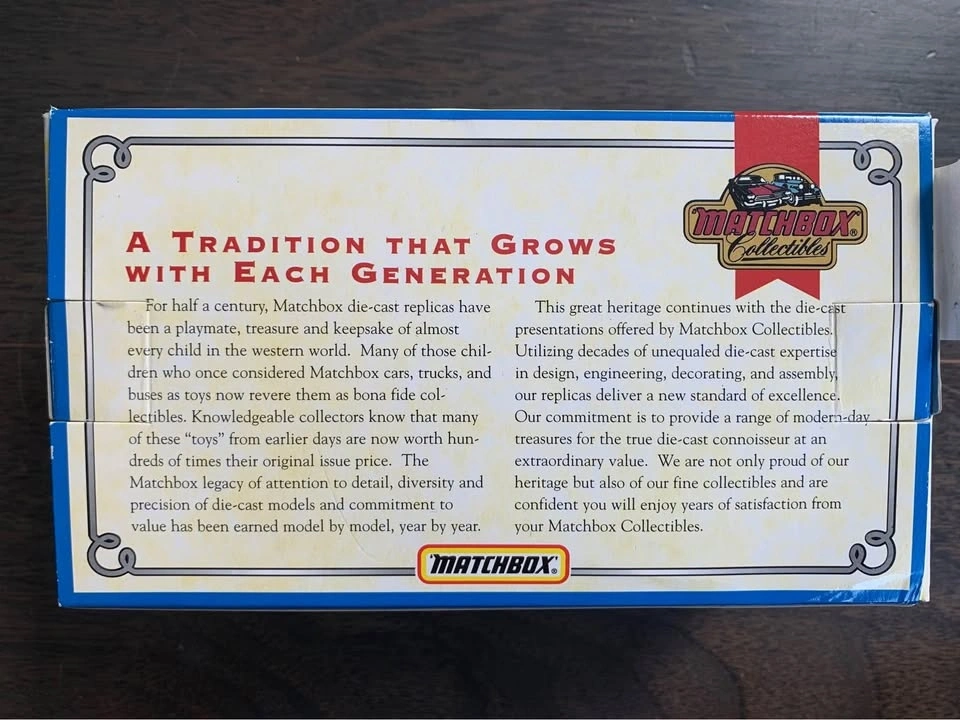 MATCHBOX®
Collectibles
A TRADITION THAT GROWS
WITH EACH GENERATION
For half a century, Matchbox die-cast replicas have
been a playmate, treasure and keepsake of almost
every child in the western world. Many of those chil-
dren who once considered Matchbox cars, trucks, and
buses as toys now revere them as bona fide col-
lectibles. Knowledgeable collectors know that many
of these “toys” from earlier days are now worth hun-
dreds of times their original issue price. The
Matchbox legacy of attention to detail, diversity and
precision of die-cast models and commitment to
value has been earned model by model, year by year.
This great heritage continues with the die-cast
presentations offered by Matchbox Collectibles.
Utilizing decades of unequaled die-cast expertise
in design, engineering, decorating, and assembly,
our replicas deliver a new standard of excellence.
Our commitment is to provide a range of modern-day
treasures for the true die-cast connoisseur at an
extraordinary value. We are not only proud of our
heritage but also of our fine collectibles and are
confident you will enjoy years of satisfaction from
your Matchbox Collectibles.
"MATCHBOX"®